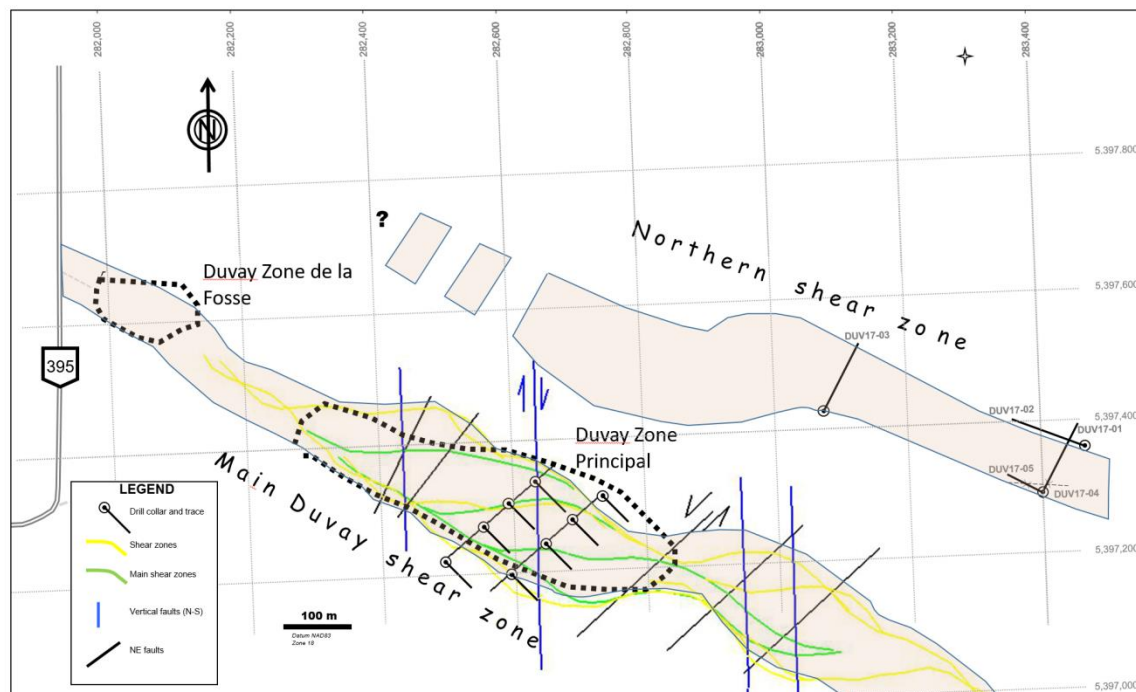 282,000
282,200
282,400
282,600
282,800
283,000
283,200
283,400
N
5,397.800
?
Northern shear zone
Duvay Zone de la
Fosse
5,397,600
DUV17-03
395
5,397,400
DUV17-02
DUV17-01
Duvay Zone
Principal
DUV17-05
DUV17-04
Main Duvay shear zone
LEGEND
Drill collar and trace
Shear zones
Main shear zones
Vertical faults (N-S)
NE faults
5,397,200
100 m
Datum NAD83
Zone 18
5,397,000